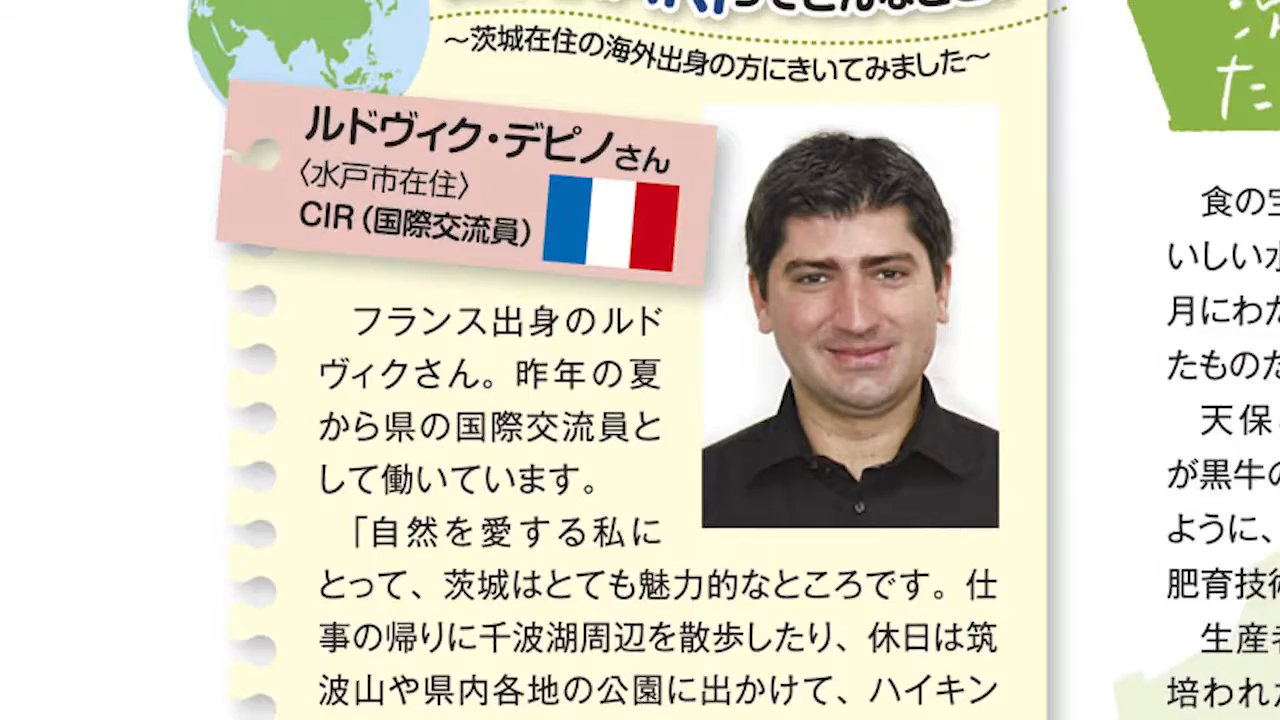 ～茨城在住の海外出身の方にきいてみました～
ルドヴィク・デピノさん
〈水戸市在住〉
CIR（国際交流員）
フランス出身のルド
ヴィクさん。昨年の夏
から県の国際交流員と
して働いています。
「自然を愛する私に
とって、茨城はとても魅力的なところです。仕
事の帰りに千波湖周辺を散歩したり、休日は筑
波山や県内各地の公園に出かけて、ハイキン
た
食の宝
いしい水
月にわた
たものだ
天保
が黒牛の
ように、
肥育技術
生産者
培われた